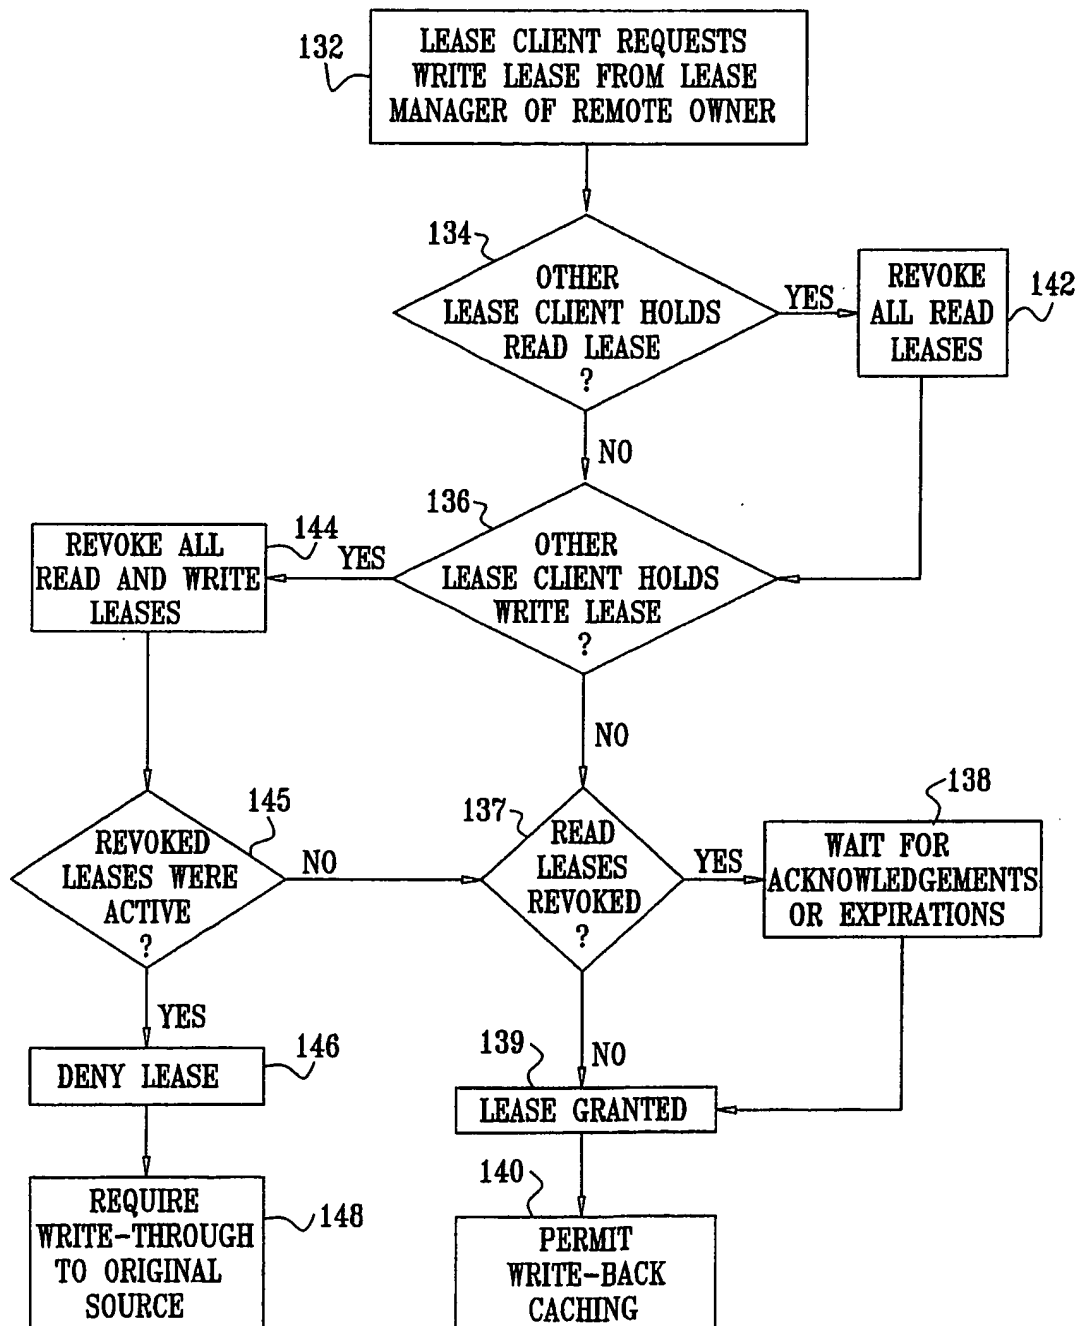 132
LEASE CLIENT REQUESTS
WRITE LEASE FROM LEASE
MANAGER OF REMOTE OWNER
134
OTHER
LEASE CLIENT HOLDS
READ LEASE
?
YES
REVOKE
ALL READ
LEASES
142
NO
136
OTHER
LEASE CLIENT HOLDS
WRITE LEASE
?
YES
144
REVOKE ALL
READ AND WRITE
LEASES
NO
145
REVOKED
LEASES WERE
ACTIVE
?
NO
137
READ
LEASES
REVOKED
?
YES
138
WAIT FOR
ACKNOWLEDGEMENTS
OR EXPIRATIONS
YES
146
DENY LEASE
NO
139
LEASE GRANTED
REQUIRE
WRITE-THROUGH
TO ORIGINAL
SOURCE
148
140
PERMIT
WRITE-BACK
CACHING